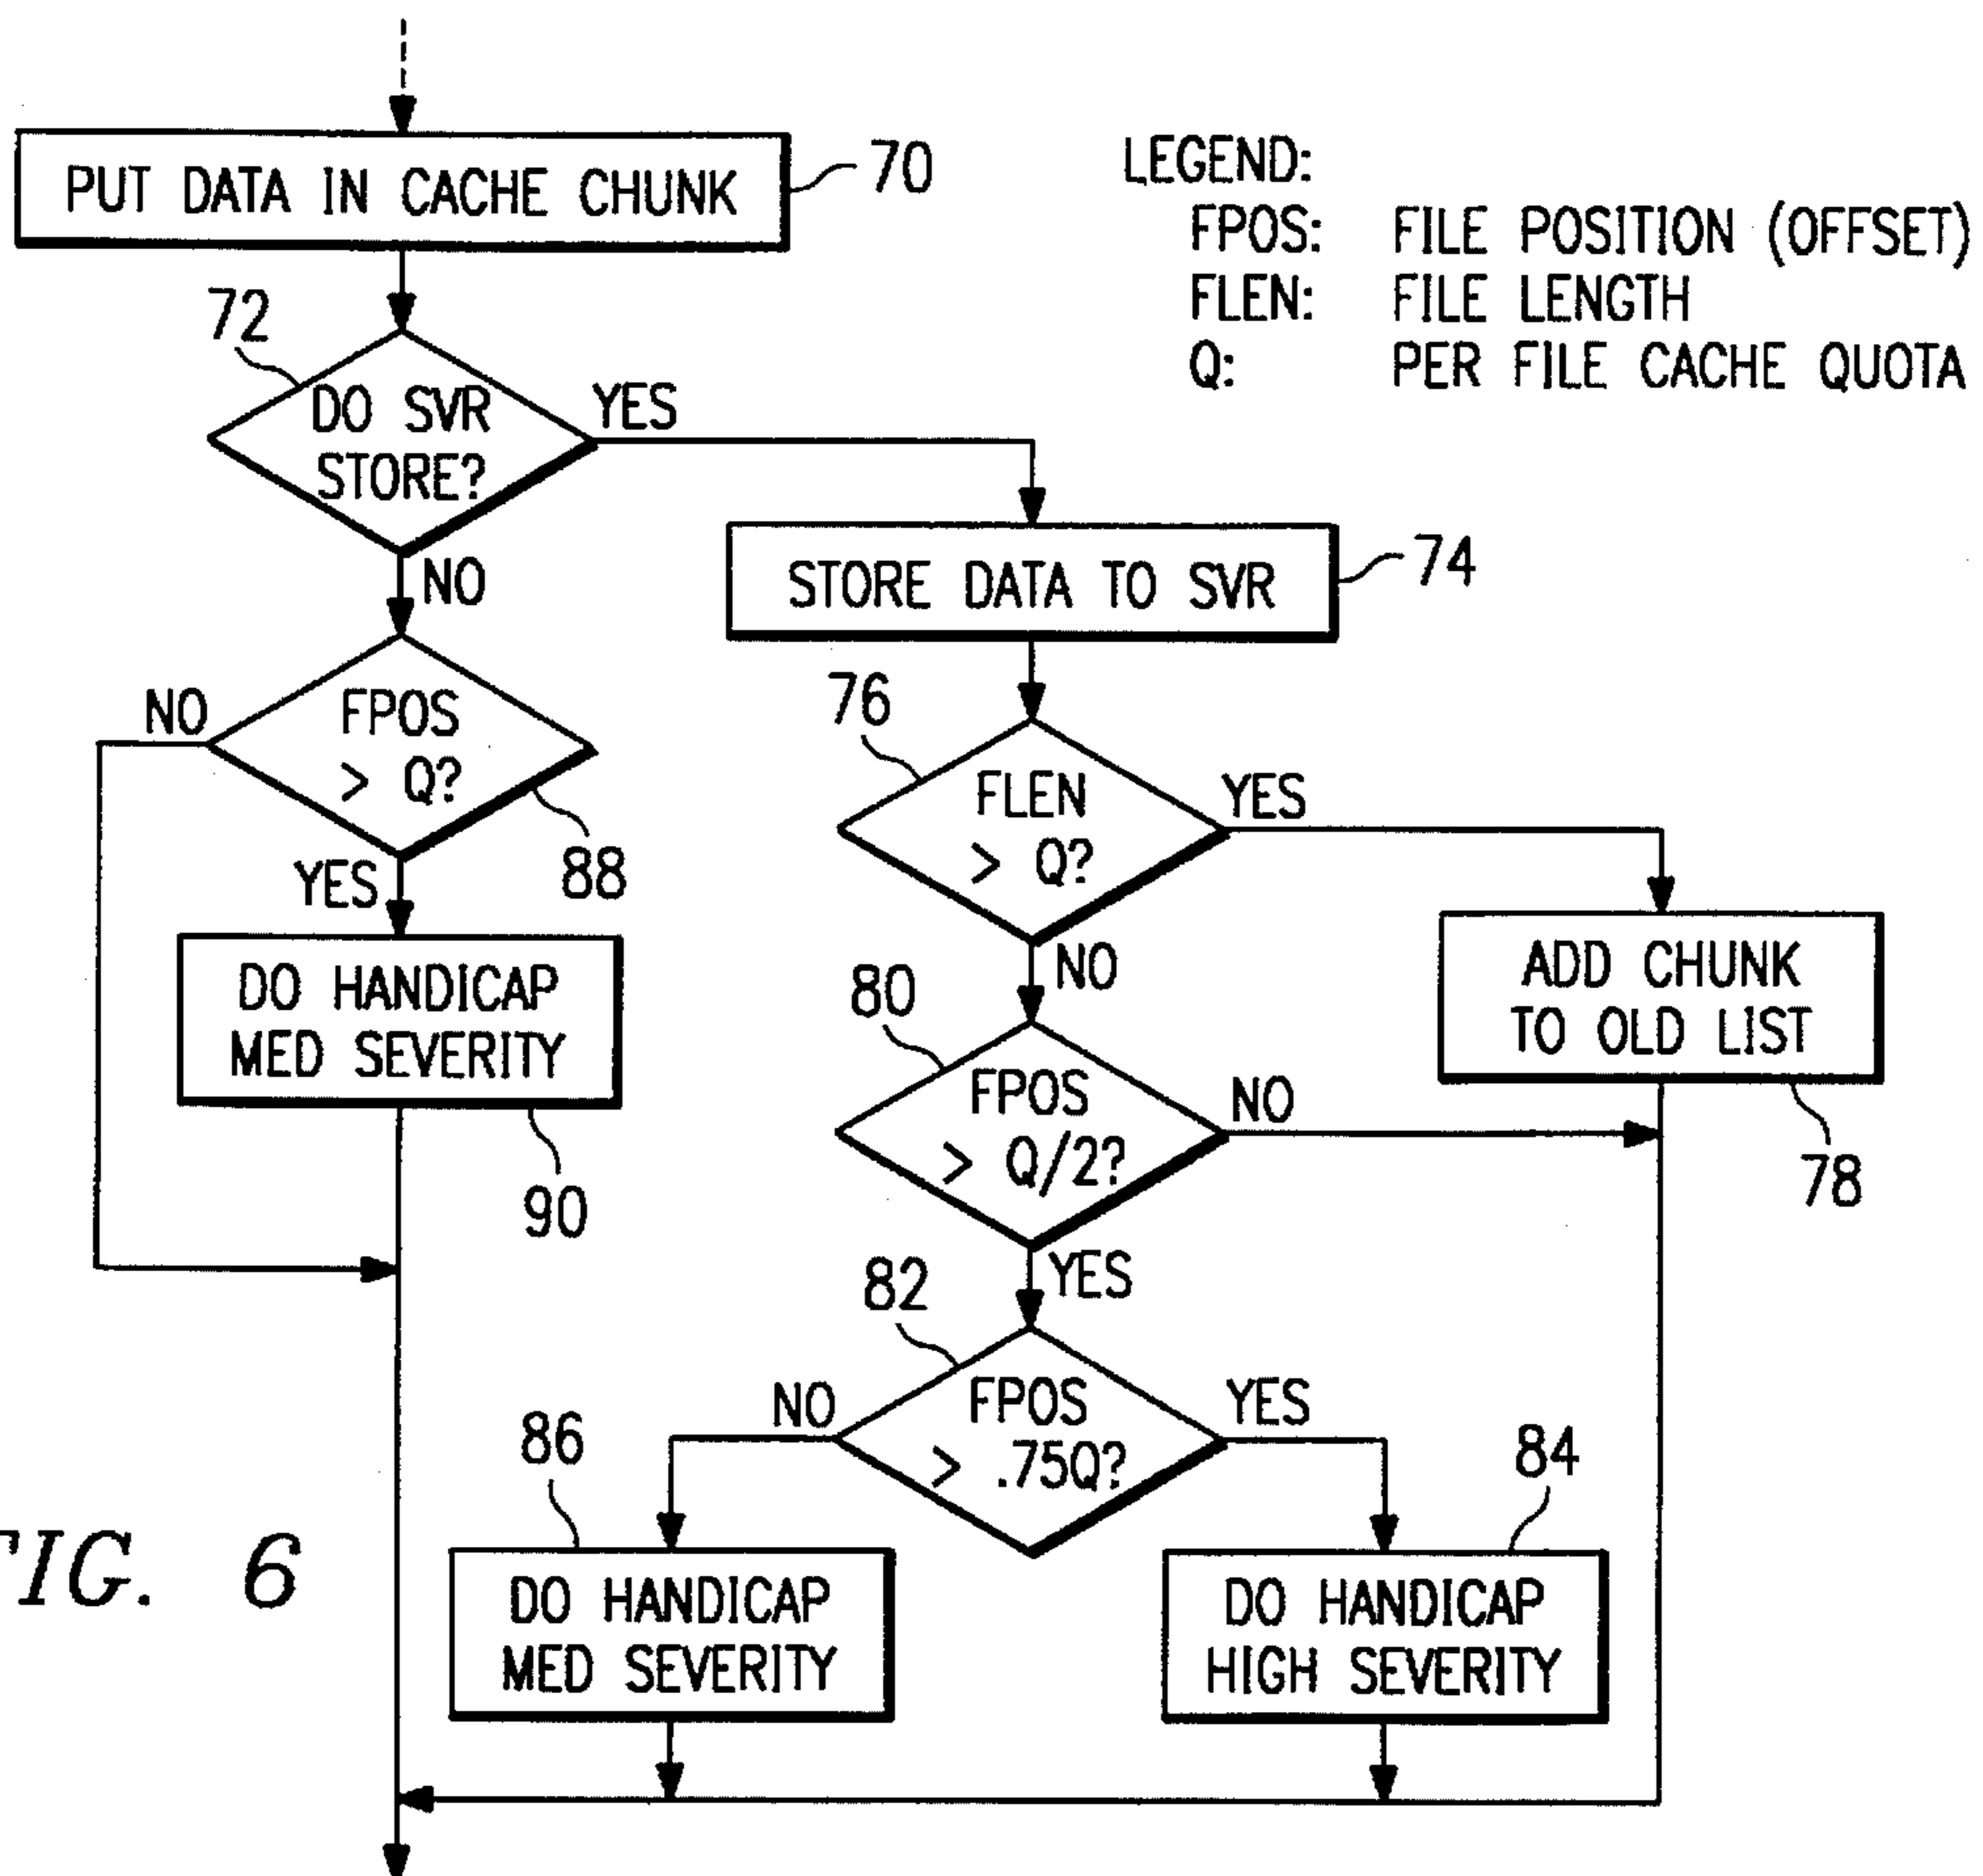 PUT DATA IN CACHE CHUNK
70
LEGEND:
FPOS: FILE POSITION (OFFSET)
FLEN: FILE LENGTH
Q: PER FILE CACHE QUOTA
72
DO SVR
STORE?
YES
NO
STORE DATA TO SVR
74
FPOS
> Q?
NO
YES
88
76
FLEN
> Q?
YES
NO
DO HANDICAP
MED SEVERITY
90
ADD CHUNK
TO OLD LIST
78
80
FPOS
> Q/2?
NO
YES
82
FPOS
> .75Q?
NO
YES
86
DO HANDICAP
MED SEVERITY
84
DO HANDICAP
HIGH SEVERITY
FIG. 6